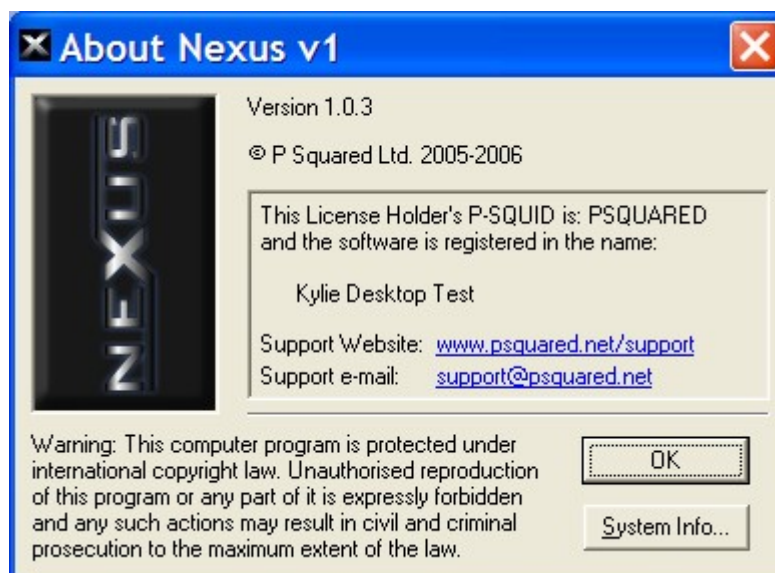 About Nexus v1
NEXUS
Version 1.0.3
© P Squared Ltd. 2005-2006
This License Holder's P-SQUID is: PSQUARED
and the software is registered in the name:
Kylie Desktop Test
Support Website: www.psquared.net/support
Support e-mail: support@psquared.net
Warning: This computer program is protected under
international copyright law. Unauthorised reproduction
of this program or any part of it is expressly forbidden
and any such actions may result in civil and criminal
prosecution to the maximum extent of the law.
OK
System Info...